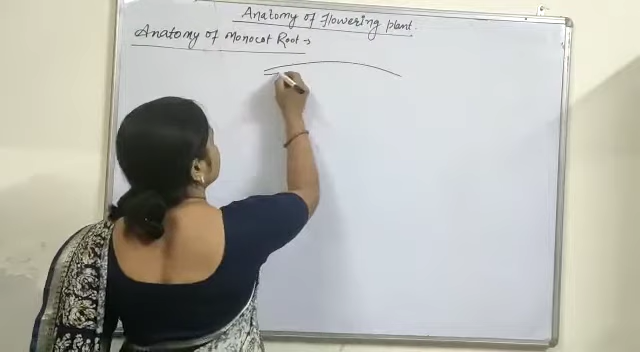 Anatomy of Flowering plant.
Anatomy of Monocot Root →